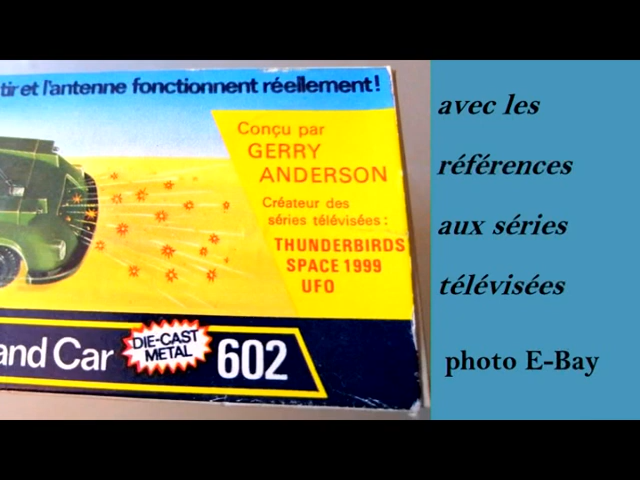 tir et l'antenne fonctionnent réellement!
Conçu par
GERRY
ANDERSON
Créateur des
séries télévisées:
THUNDERBIRDS
SPACE 1999
UFO
and Car
DIE-CAST
METAL
602
avec les
références
aux séries
télévisées
photo E-Bay